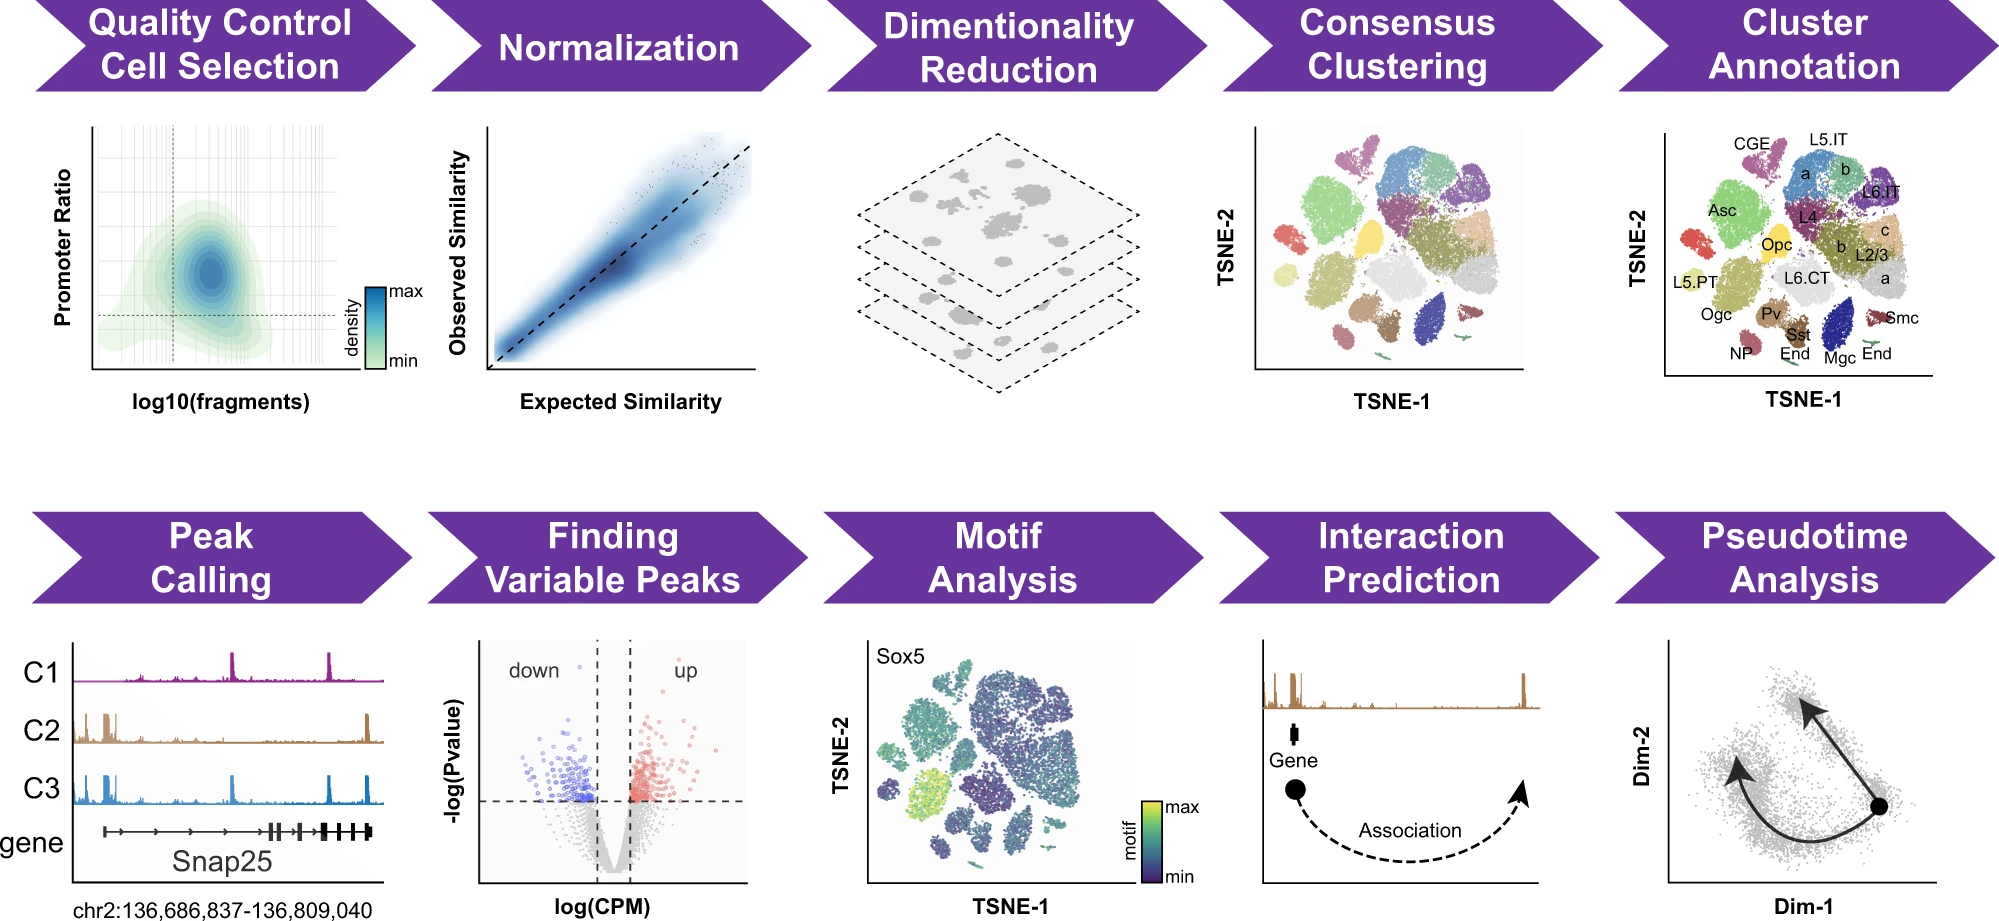 Quality Control
Cell Selection
Normalization
Dimentionality
Reduction
Consensus
Clustering
Cluster
Annotation
Promoter Ratio
log10(fragments)
density
max
min
Observed Similarity
Expected Similarity
TSNE-2
TSNE-1
TSNE-2
CGE
L5.IT
a
b
L6.IT
Asc
L4
c
Opc
b
L2/3
L5.PT
L6.CT
a
Ogc
Pv
Smc
Sst
NP
End
Mgc
End
TSNE-1
Peak
Calling
Finding
Variable Peaks
Motif
Analysis
Interaction
Prediction
Pseudotime
Analysis
C1
C2
C3
gene
Snap25
chr2:136,686,837-136,809,040
-log(Pvalue)
down
up
log(CPM)
Sox5
TSNE-2
motif
max
min
TSNE-1
Gene
Association
Dim-2
Dim-1